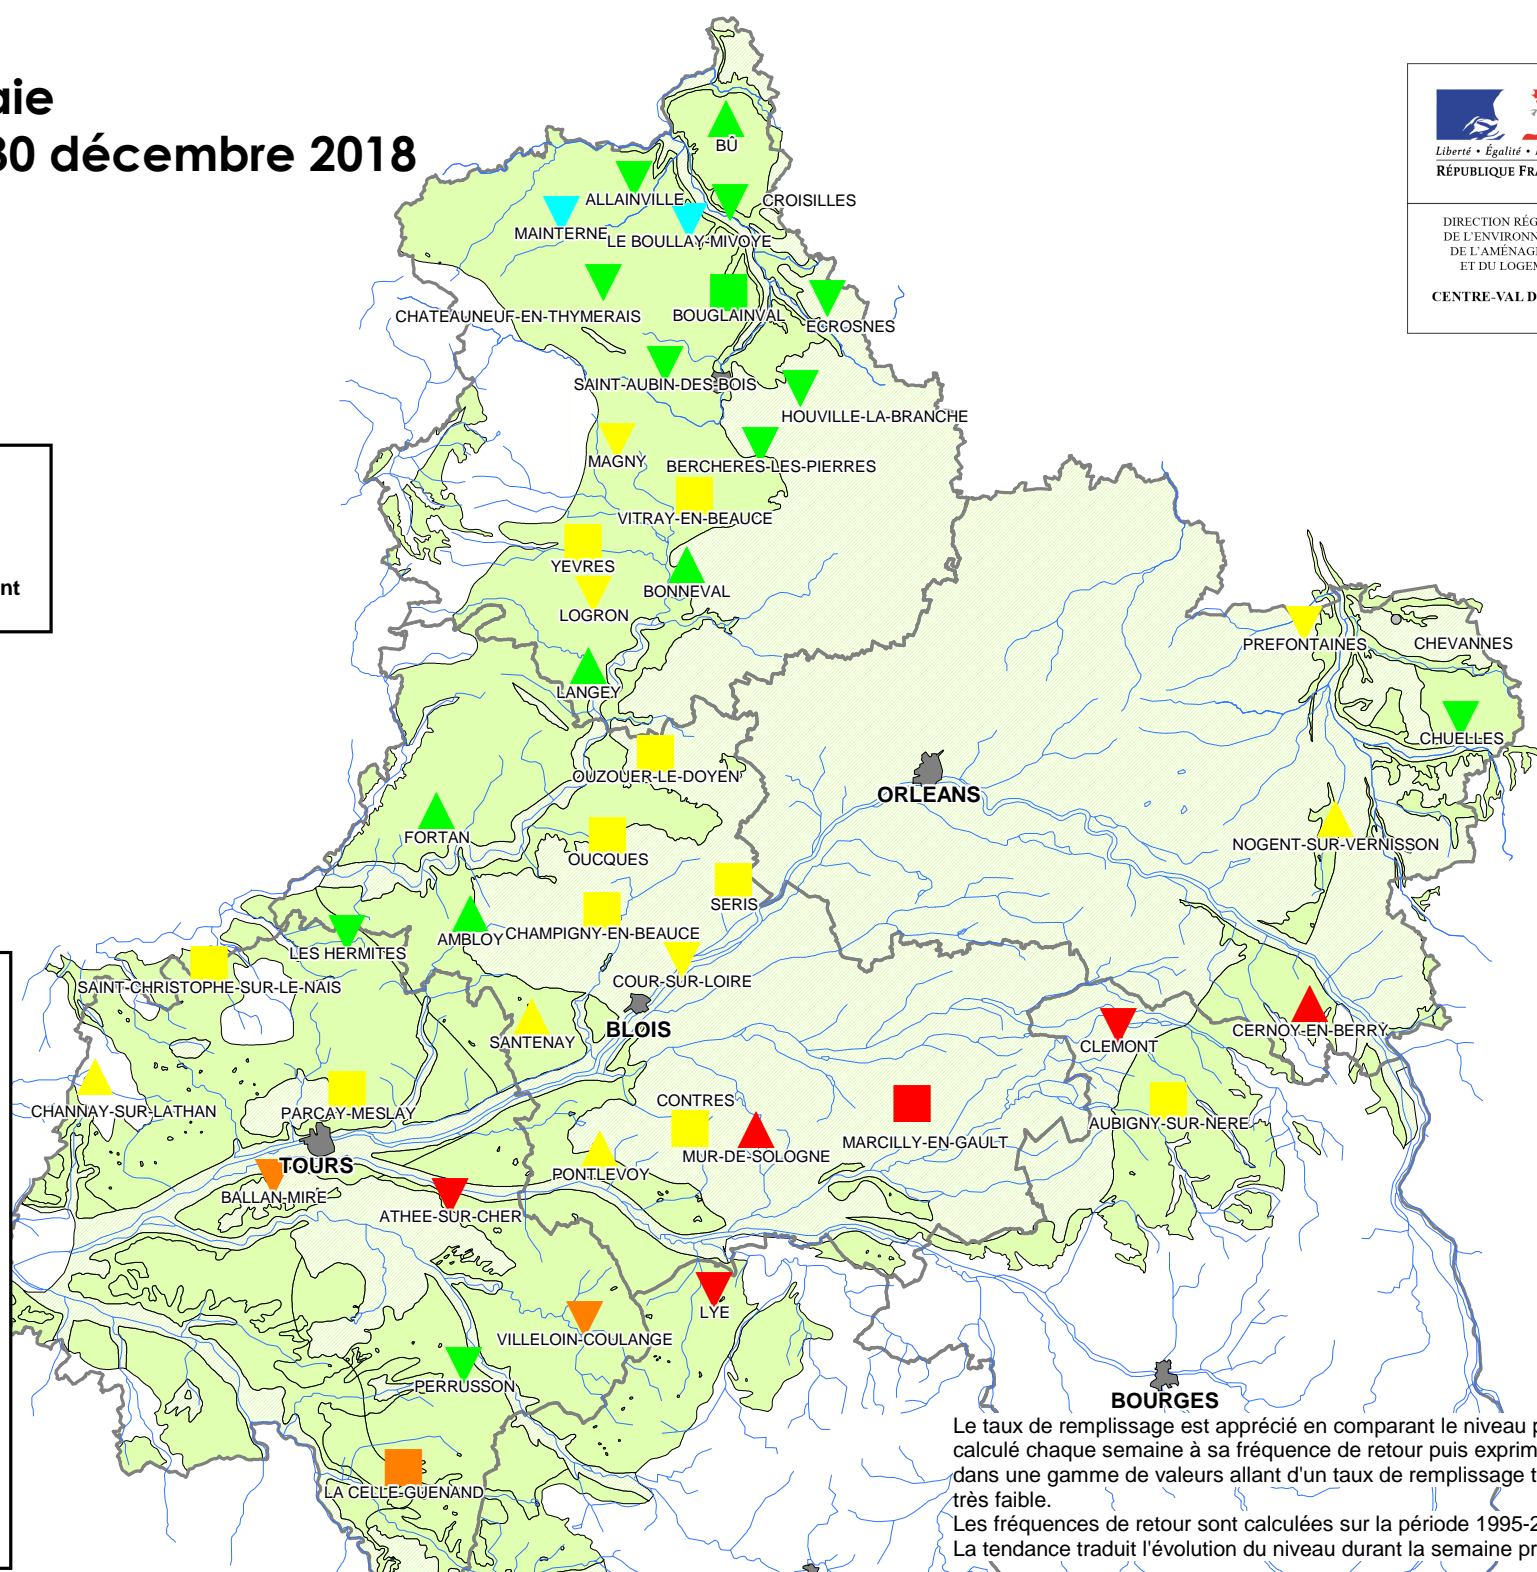 aie
30 décembre 2018
Liberté • Égalité •
RÉPUBLIQUE FRA
DIRECTION RÉG
DE L'ENVIRONN
DE L'AMÉNAG
ET DU LOGEM
CENTRE-VAL D
nt
BÛ
ALLAINVILLE
CROISILLES
MAINTERNE
LE BOULLAY-MIVOYE
CHATEAUNEUF-EN-THYMERAIS
BOUGLAINVAL
ECROSNES
SAINT-AUBIN-DES-BOIS
HOUVILLE-LA-BRANCHE
MAGNY
BERCHERES-LES-PIERRES
VITRAY-EN-BEAUCE
YEVRES
BONNEVAL
LOGRON
PREFONTAINES
CHEVANNES
LANGEY
CHUELLES
OUZOUER-LE-DOYEN
ORLEANS
FORTAN
NOGENT-SUR-VERNISSON
OUCQUES
SERIS
AMBLOY
CHAMPIGNY-EN-BEAUCE
LES HERMITES
COUR-SUR-LOIRE
SAINT-CHRISTOPHE-SUR-LE-NAIS
BLOIS
CERNOY-EN-BERRY
SANTENAY
CLEMONT
CHANNAY-SUR-LATHAN
PARCAY-MESLAY
CONTRES
AUBIGNY-SUR-NERE
MARCILLY-EN-GAULT
MUR-DE-SOLOGNE
TOURS
PONTLEVOY
BALLAN-MIRE
ATHEE-SUR-CHER
LYE
VILLELOIN-COULANGE
PERRUSSON
BOURGES
LA CELLE-GUENAND
Le taux de remplissage est apprécié en comparant le niveau p
calculé chaque semaine à sa fréquence de retour puis exprim
dans une gamme de valeurs allant d'un taux de remplissage t
très faible.
Les fréquences de retour sont calculées sur la période 1995-2
La tendance traduit l'évolution du niveau durant la semaine pr